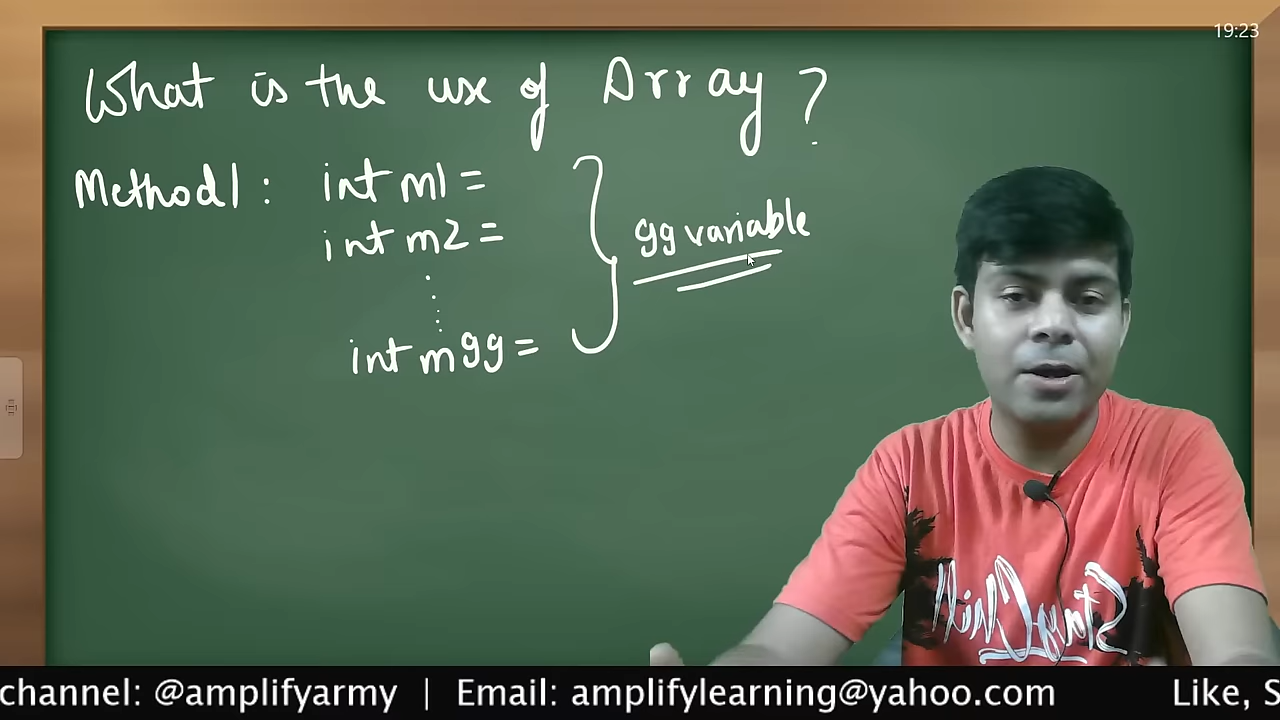 19:23
What is the use of Array ?
Method1 : int m1 =
int m2 =
99 variable
int m99 =
channel: @amplifyarmy | Email: amplifylearning@yahoo.com Like, S